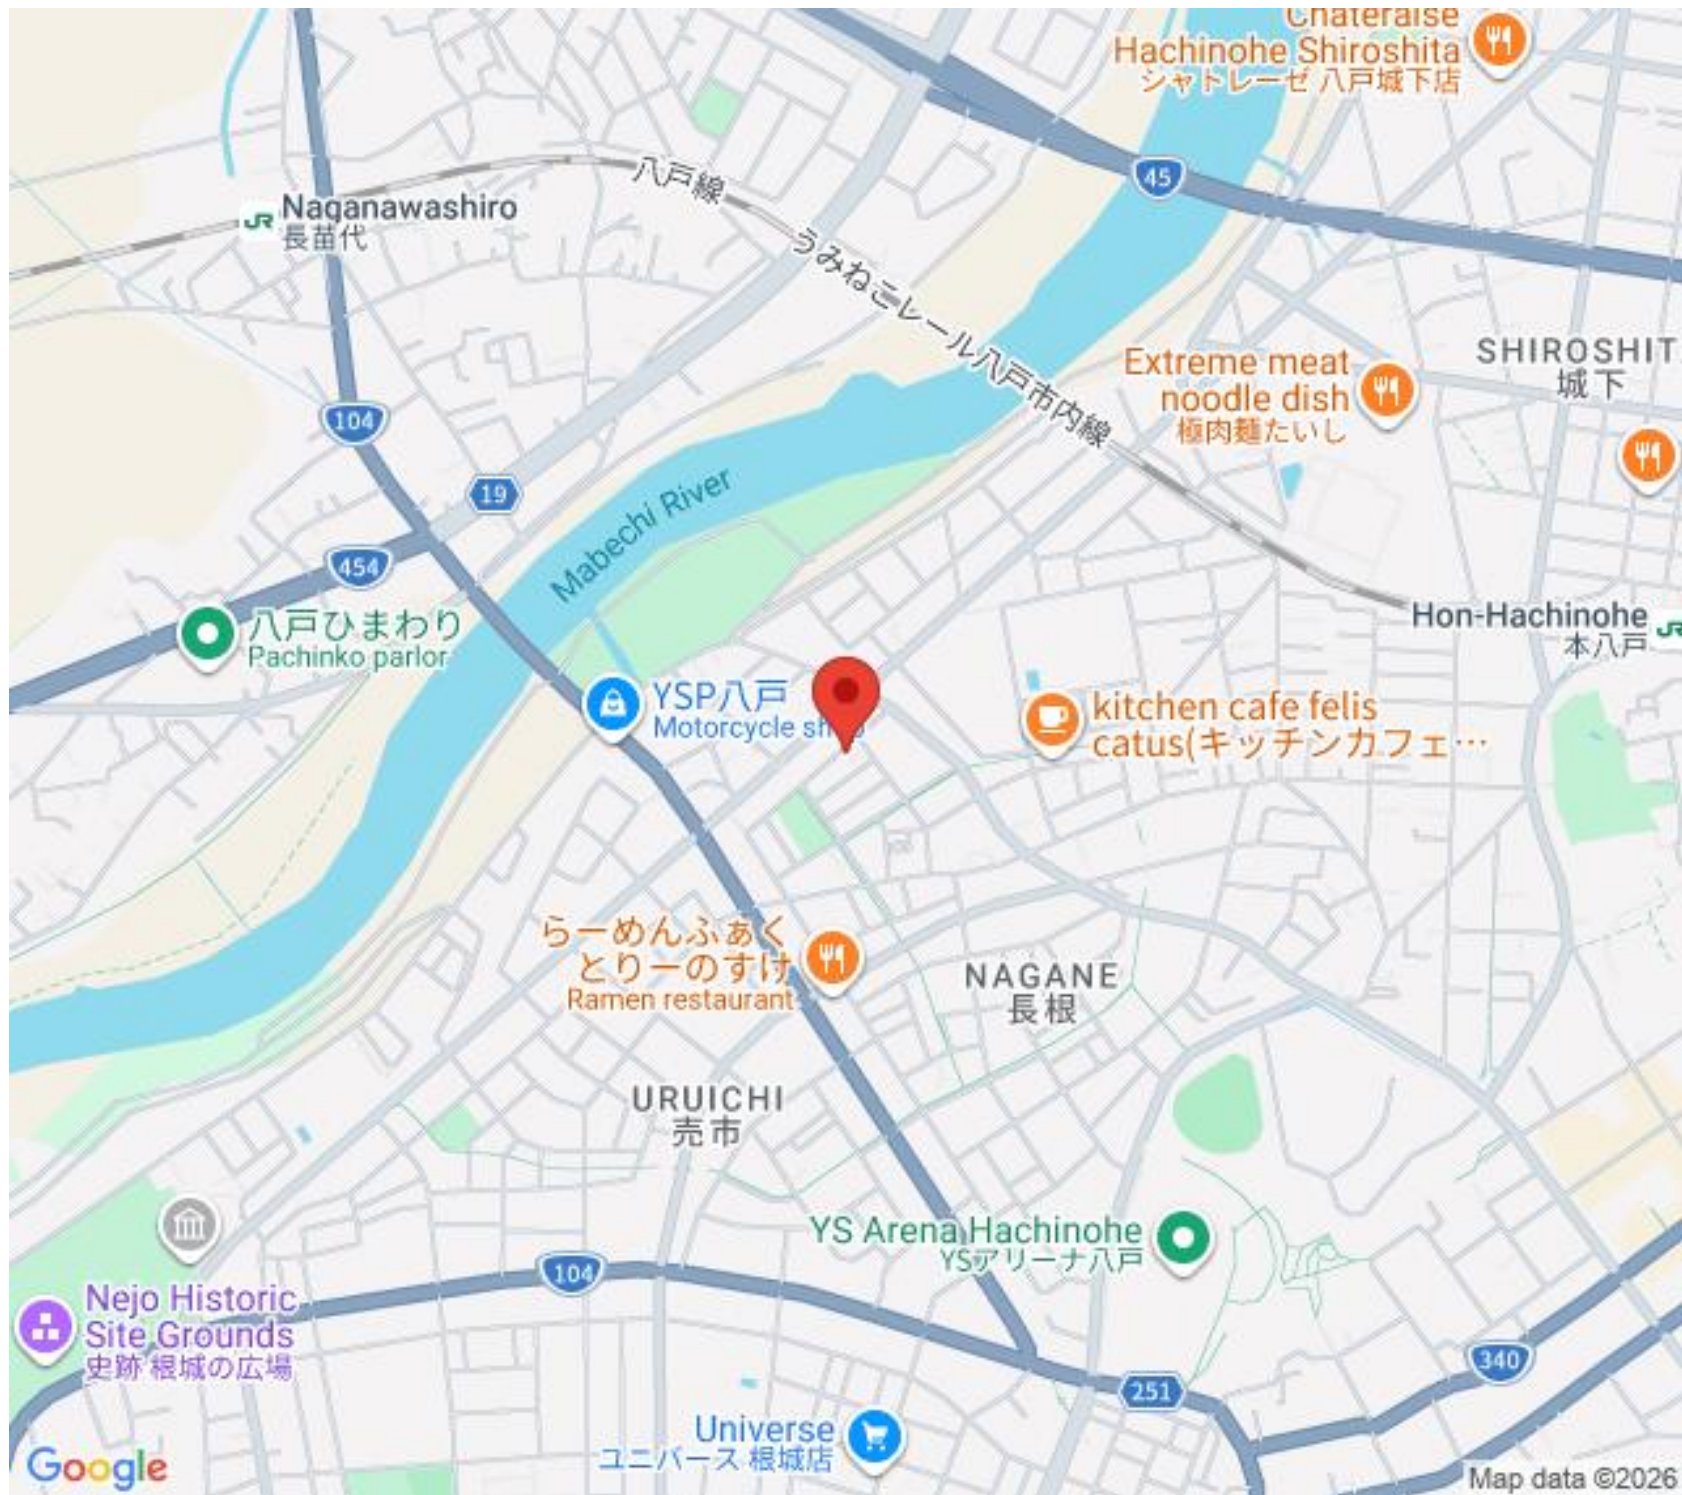 Chateraise
Hachinohe Shiroshita
シャトレーゼ 八戸城下店
45
八戸線
JR
Naganawashiro
長苗代
うみねこレール八戸市内線
Extreme meat
noodle dish
極肉麺たいし
SHIROSHIT
城下
104
19
Mabechi River
454
八戸ひまわり
Pachinko parlor
Hon-Hachinohe
本八戸
JR
YSP八戸
Motorcycle
kitchen cafe felis
catus(キッチンカフェ…
らーめんふぁく
とりーのすけ
Ramen restaurant
NAGANE
長根
URUICHI
売市
YS Arena Hachinohe
YSアリーナ八戸
104
Nejo Historic
Site Grounds
史跡 根城の広場
340
251
Universe
ユニバース 根城店
Google
Map data ©2026